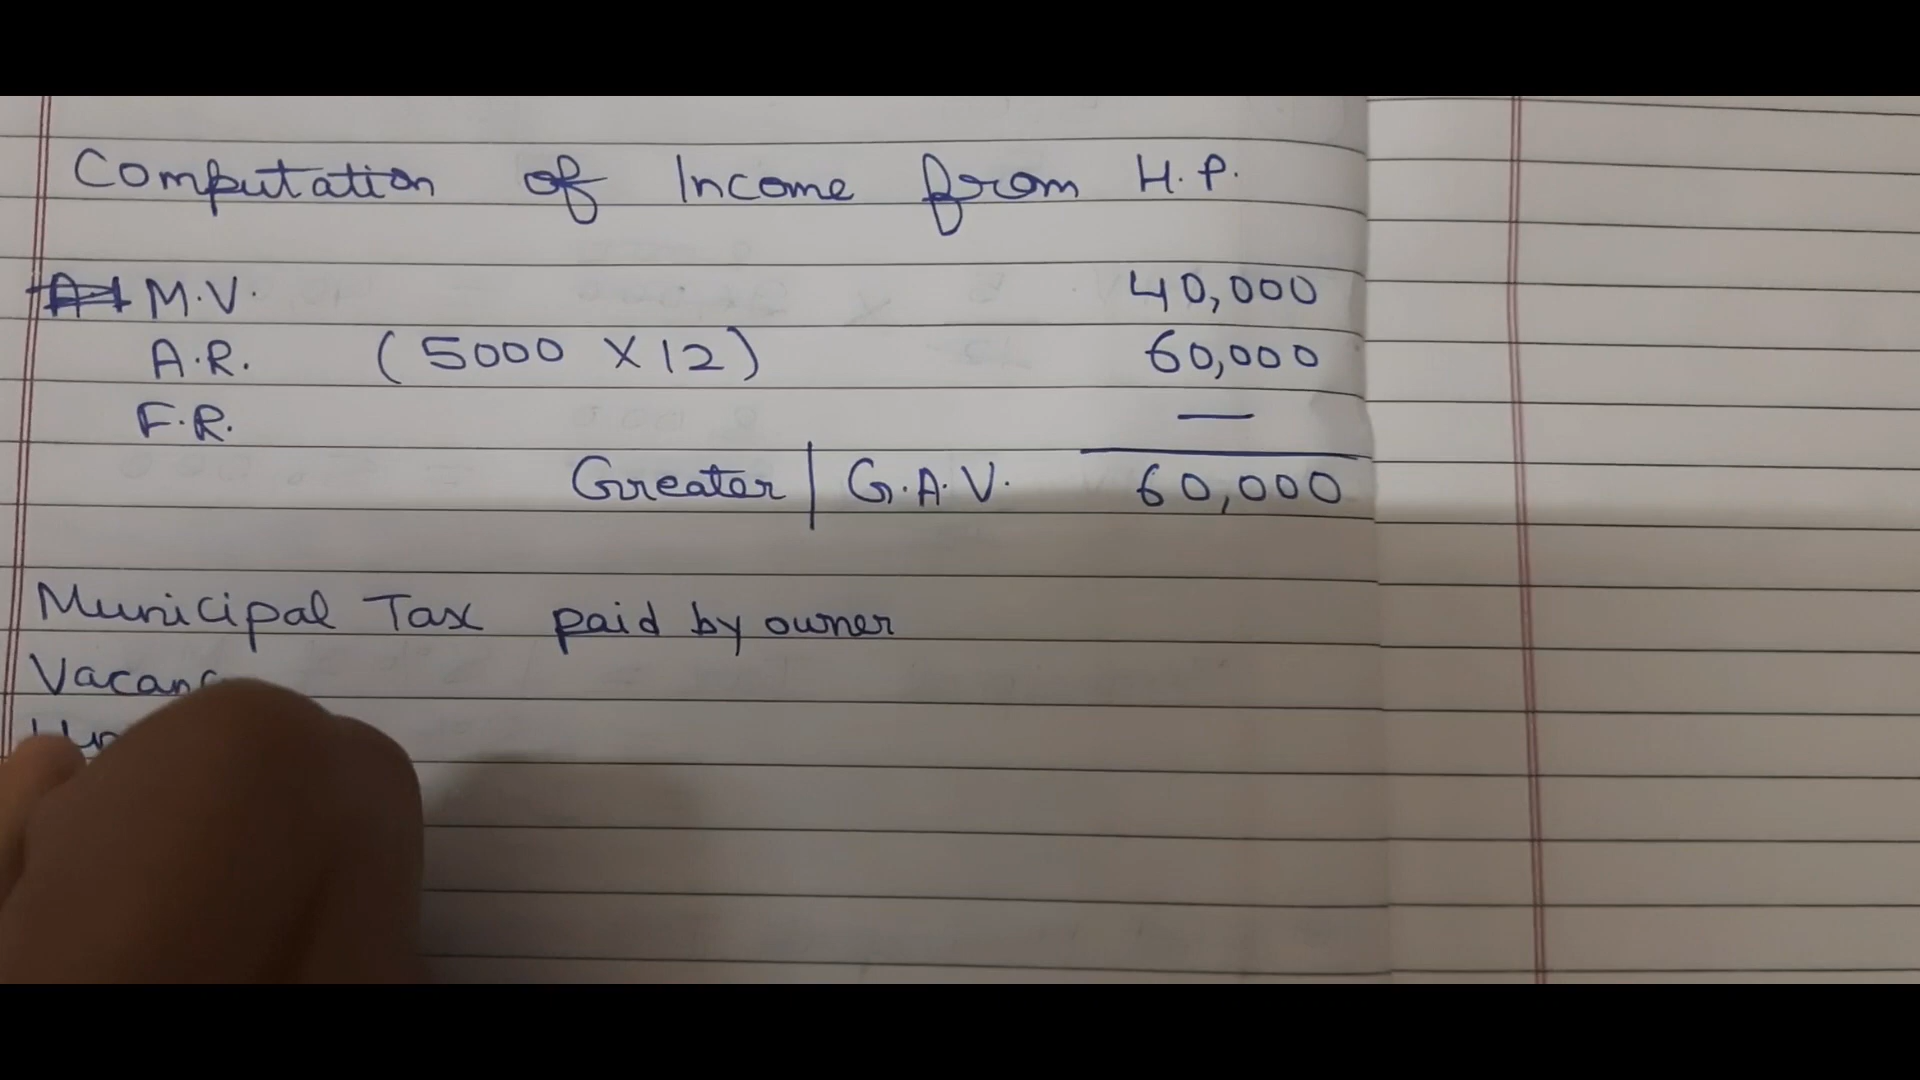 Computation of Income from H.P.
M.V. 40,000
A.R. (5000 X 12) 60,000
F.R. —
Greater | G.A.V. 60,000
Municipal Tax paid by owner